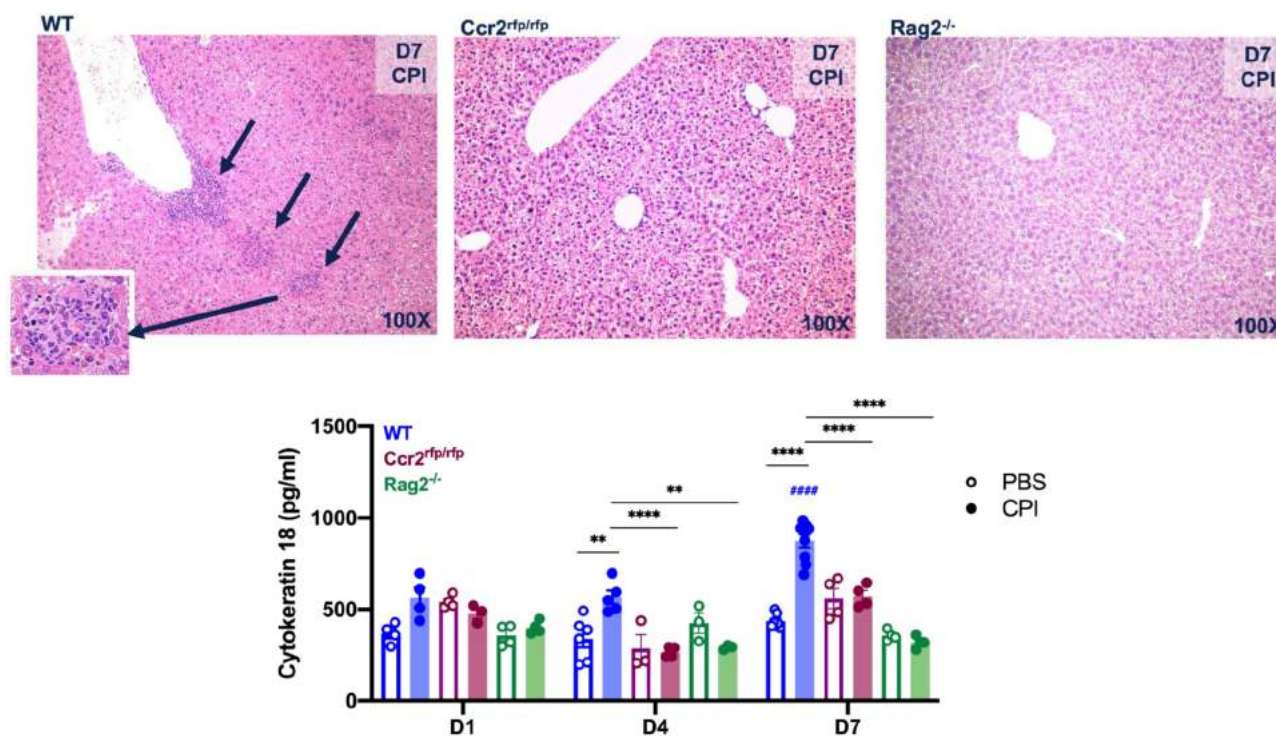 WT
D7
CPI
100X
Ccr2rfp/rfp
D7
CPI
100X
Rag2-/-
D7
CPI
100X
Cytokeratin 18 (pg/ml)
1500
1000
500
0
WT
Ccr2rfp/rfp
Rag2-/-
**
****
**
****
****
****
####
PBS
CPI
D1
D4
D7